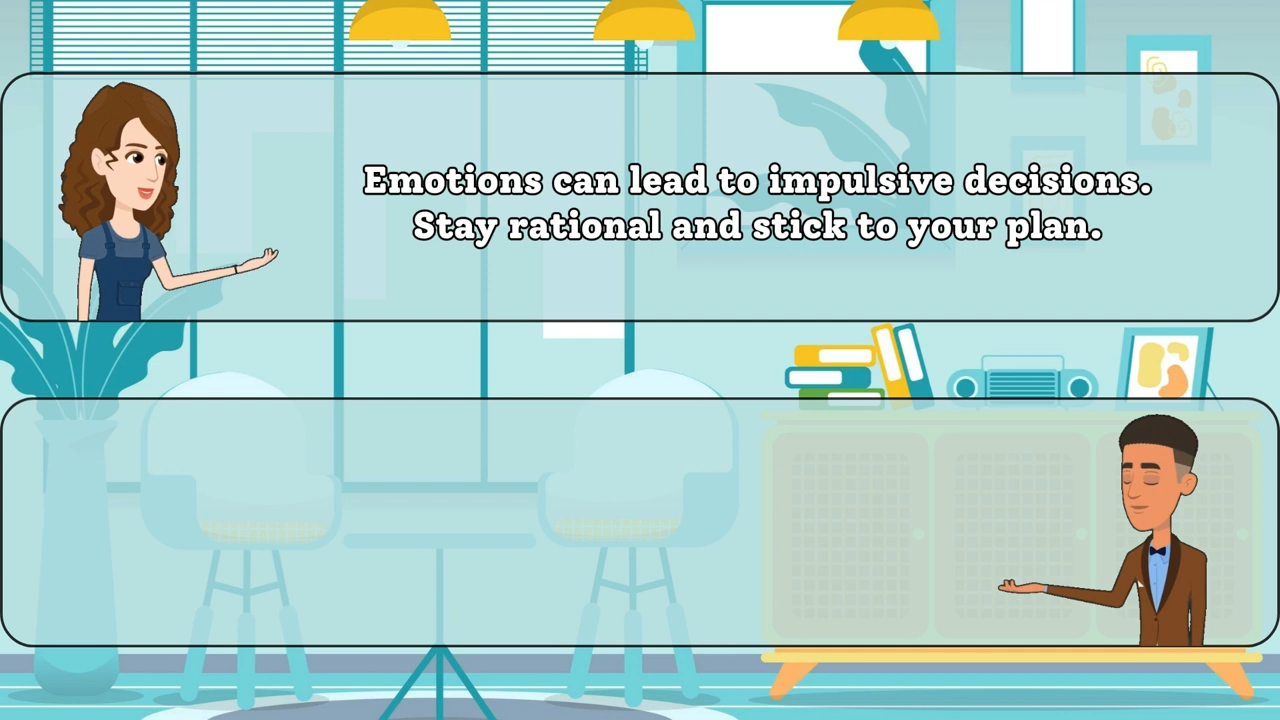 Emotions can lead to impulsive decisions.
Stay rational and stick to your plan.